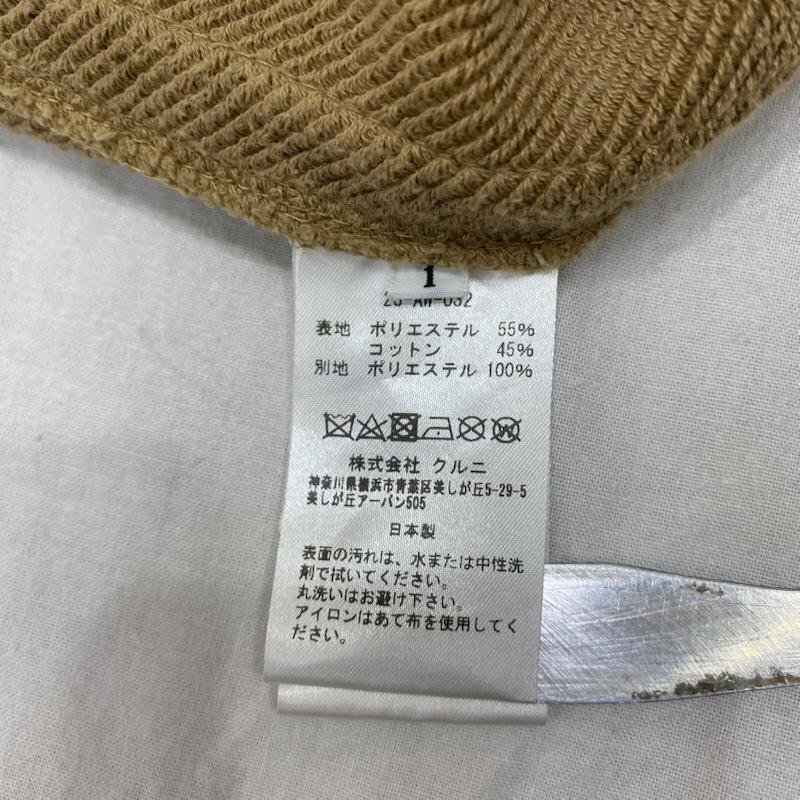 1
23-AW-032
表地 ポリエステル 55%
コットン 45%
別地 ポリエステル 100%
W
株式会社 クルニ
神奈川県横浜市青葉区美しが丘5-29-5
美しが丘アーバン505
日本製
表面の汚れは、水または中性洗
剤で拭いてください。
丸洗いはお避け下さい。
アイロンはあて布を使用してく
ださい。